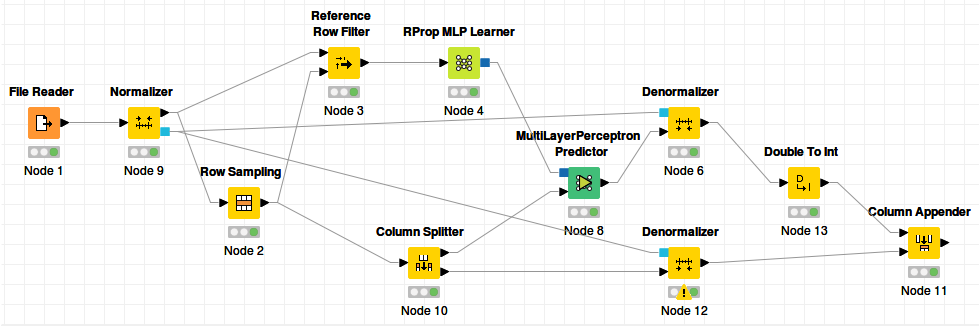 Reference
Row Filter
RProp MLP Learner
File Reader
Normalizer
Denormalizer
Node 3
Node 4
MultiLayerPerceptron
Predictor
Double To Int
Node 1
Node 9
Row Sampling
Node 6
D
I
Node 2
Column Splitter
Node 8
Denormalizer
Node 13
Column Appender
Node 10
Node 12
Node 11